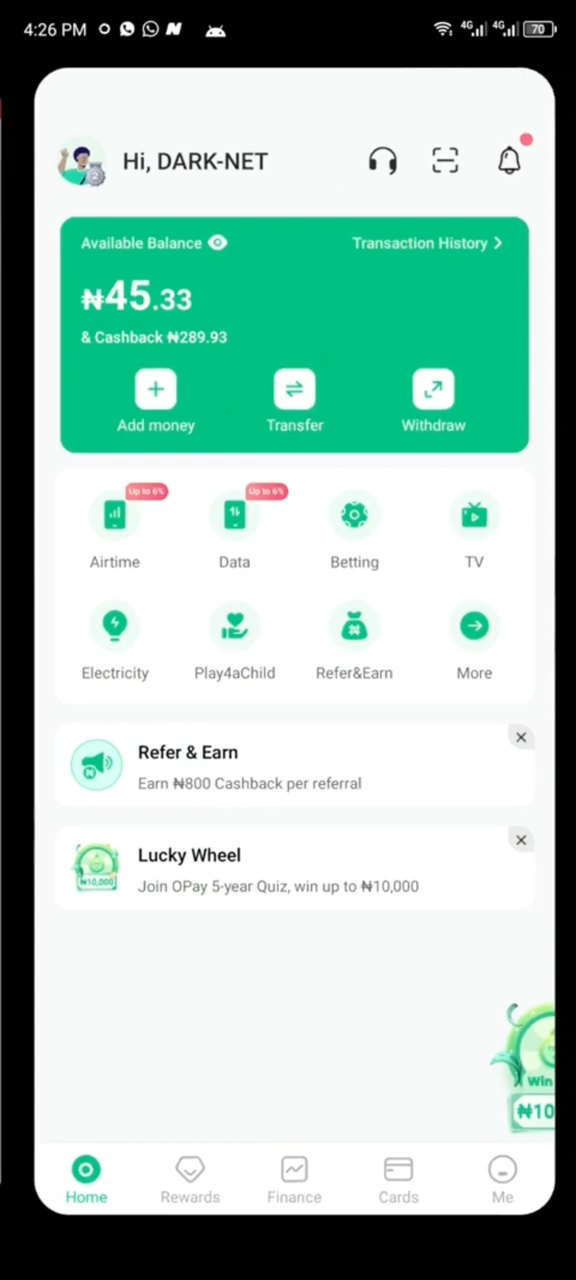 4:26 PM 4G 4G 70
Hi, DARK-NET
Available Balance Transaction History
₦45.33
& Cashback ₦289.93
Add money Transfer Withdraw
Up to 6% Up to 6%
Airtime Data Betting TV
Electricity Play4aChild Refer&Earn More
Refer & Earn
Earn ₦800 Cashback per referral
Lucky Wheel
₦10,000
Join OPay 5-year Quiz, win up to ₦10,000
Win
₦10
Home Rewards Finance Cards Me